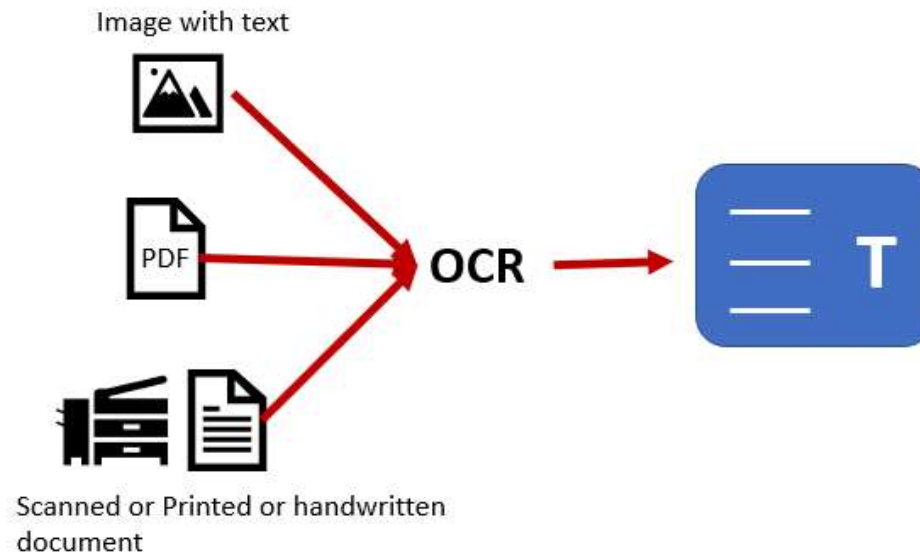 Image with text
PDF
OCR
T
Scanned or Printed or handwritten
document